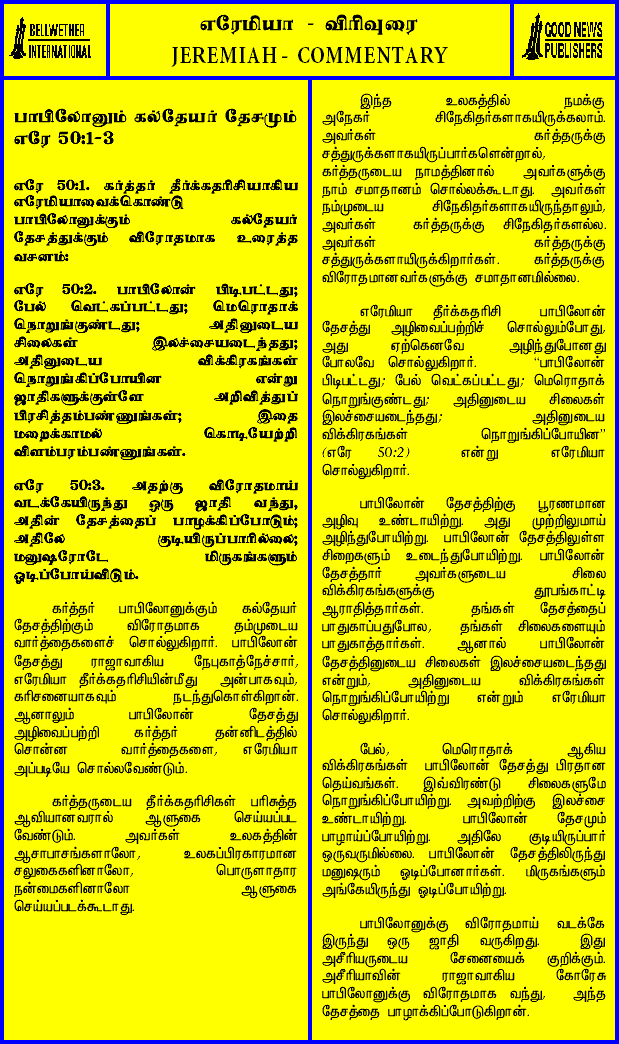 BELLWETHER
INTERNATIONAL
எரேமியா - விரிவுரை
JEREMIAH - COMMENTARY
GOOD NEWS
PUBLISHERS
பாபிலோனும் கல்தேயர் தேசமும்
எரே 50:1-3
எரே 50:1. கர்த்தர் தீர்க்கதரிசியாகிய
எரேமியாவைக்கொண்டு
பாபிலோனுக்கும் கல்தேயர்
தேசத்துக்கும் விரோதமாக உரைத்த
வசனம்:
எரே 50:2. பாபிலோன் பிடிபட்டது;
பேல் வெட்கப்பட்டது; மெரொதாக்
நொறுங்குண்டது; அதினுடைய
சிலைகள் இலச்சையடைந்தது;
அதினுடைய விக்கிரகங்கள்
நொறுங்கிப்போயின என்று
ஜாதிகளுக்குள்ளே அறிவித்துப்
பிரசித்தம்பண்ணுங்கள்; இதை
மறைக்காமல் கொடியேற்றி
விளம்பரம்பண்ணுங்கள்.
எரே 50:3. அதற்கு விரோதமாய்
வடக்கேயிருந்து ஒரு ஜாதி வந்து,
அதின் தேசத்தைப் பாழக்கிப்போடும்;
அதிலே குடியிருப்பாரில்லை;
மனுஷரோடே மிருகங்களும்
ஓடிப்போய்விடும்.
கர்த்தர் பாபிலோனுக்கும் கல்தேயர்
தேசத்திற்கும் விரோதமாக தம்முடைய
வார்த்தைகளைச் சொல்லுகிறார். பாபிலோன்
தேசத்து ராஜாவாகிய நேபுகாத்நேச்சார்,
எரேமியா தீர்க்கதரிசியின்மீது அன்பாகவும்,
கரிசனையாகவும் நடந்துகொள்கிறான்.
ஆனாலும் பாபிலோன் தேசத்து
அழிவைப்பற்றி கர்த்தர் தன்னிடத்தில்
சொன்ன வார்த்தைகளை, எரேமியா
அப்படியே சொல்லவேண்டும்.
கர்த்தருடைய தீர்க்கதரிசிகள் பரிசுத்த
ஆவியானவரால் ஆளுகை செய்யப்பட
வேண்டும். அவர்கள் உலகத்தின்
ஆசாபாசங்களாலோ, உலகப்பிரகாரமான
சலுகைகளினாலோ, பொருளாதார
நன்மைகளினாலோ ஆளுகை
செய்யப்படக்கூடாது.
இந்த உலகத்தில் நமக்கு
அநேகர் சிநேகிதர்களாகயிருக்கலாம்.
அவர்கள் கர்த்தருக்கு
சத்துருக்களாகயிருப்பார்களென்றால்,
கர்த்தருடைய நாமத்தினால் அவர்களுக்கு
நாம் சமாதானம் சொல்லக்கூடாது. அவர்கள்
நம்முடைய சிநேகிதர்களாகயிருந்தாலும்,
அவர்கள் கர்த்தருக்கு சிநேகிதர்களல்ல.
அவர்கள் கர்த்தருக்கு
சத்துருக்களாயிருக்கிறார்கள். கர்த்தருக்கு
விரோதமானவர்களுக்கு சமாதானமில்லை.
எரேமியா தீர்க்கதரிசி பாபிலோன்
தேசத்து அழிவைப்பற்றிச் சொல்லும்போது,
அது ஏற்கெனவே அழிந்துபோனது
போலவே சொல்லுகிறார். "பாபிலோன்
பிடிபட்டது; பேல் வெட்கப்பட்டது; மெரொதாக்
நொறுங்குண்டது; அதினுடைய சிலைகள்
இலச்சையடைந்தது; அதினுடைய
விக்கிரகங்கள் நொறுங்கிப்போயின"
(எரே 50:2) என்று எரேமியா
சொல்லுகிறார்.
பாபிலோன் தேசத்திற்கு பூரணமான
அழிவு உண்டாயிற்று. அது முற்றிலுமாய்
அழிந்துபோயிற்று. பாபிலோன் தேசத்திலுள்ள
சிறைகளும் உடைந்துபோயிற்று. பாபிலோன்
தேசத்தார் அவர்களுடைய சிலை
விக்கிரகங்களுக்கு தூபங்காட்டி
ஆராதித்தார்கள். தங்கள் தேசத்தைப்
பாதுகாப்பதுபோல, தங்கள் சிலைகளையும்
பாதுகாத்தார்கள். ஆனால் பாபிலோன்
தேசத்தினுடைய சிலைகள் இலச்சையடைந்தது
என்றும், அதினுடைய விக்கிரகங்கள்
நொறுங்கிப்போயிற்று என்றும் எரேமியா
சொல்லுகிறார்.
பேல், மெரொதாக் ஆகிய
விக்கிரகங்கள் பாபிலோன் தேசத்து பிரதான
தெய்வங்கள். இவ்விரண்டு சிலைகளுமே
நொறுங்கிப்போயிற்று. அவற்றிற்கு இலச்சை
உண்டாயிற்று. பாபிலோன் தேசமும்
பாழாய்ப்போயிற்று. அதிலே குடியிருப்பார்
ஒருவருமில்லை. பாபிலோன் தேசத்திலிருந்து
மனுஷரும் ஓடிப்போனார்கள். மிருகங்களும்
அங்கேயிருந்து ஓடிப்போயிற்று.
பாபிலோனுக்கு விரோதமாய் வடக்கே
இருந்து ஒரு ஜாதி வருகிறது. இது
அசீரியருடைய சேனையைக் குறிக்கும்.
அசீரியாவின் ராஜாவாகிய கோரேசு
பாபிலோனுக்கு விரோதமாக வந்து, அந்த
தேசத்தை பாழாக்கிப்போடுகிறான்.